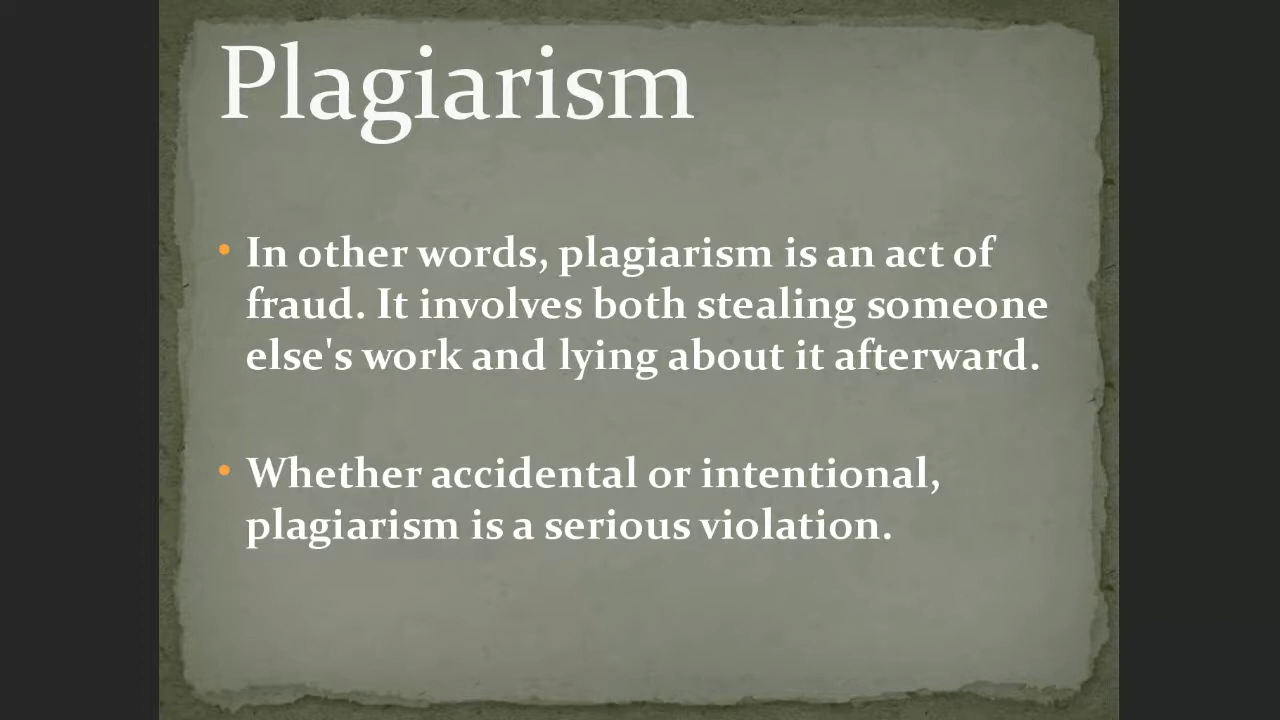 Plagiarism
• In other words, plagiarism is an act of
fraud. It involves both stealing someone
else's work and lying about it afterward.
• Whether accidental or intentional,
plagiarism is a serious violation.